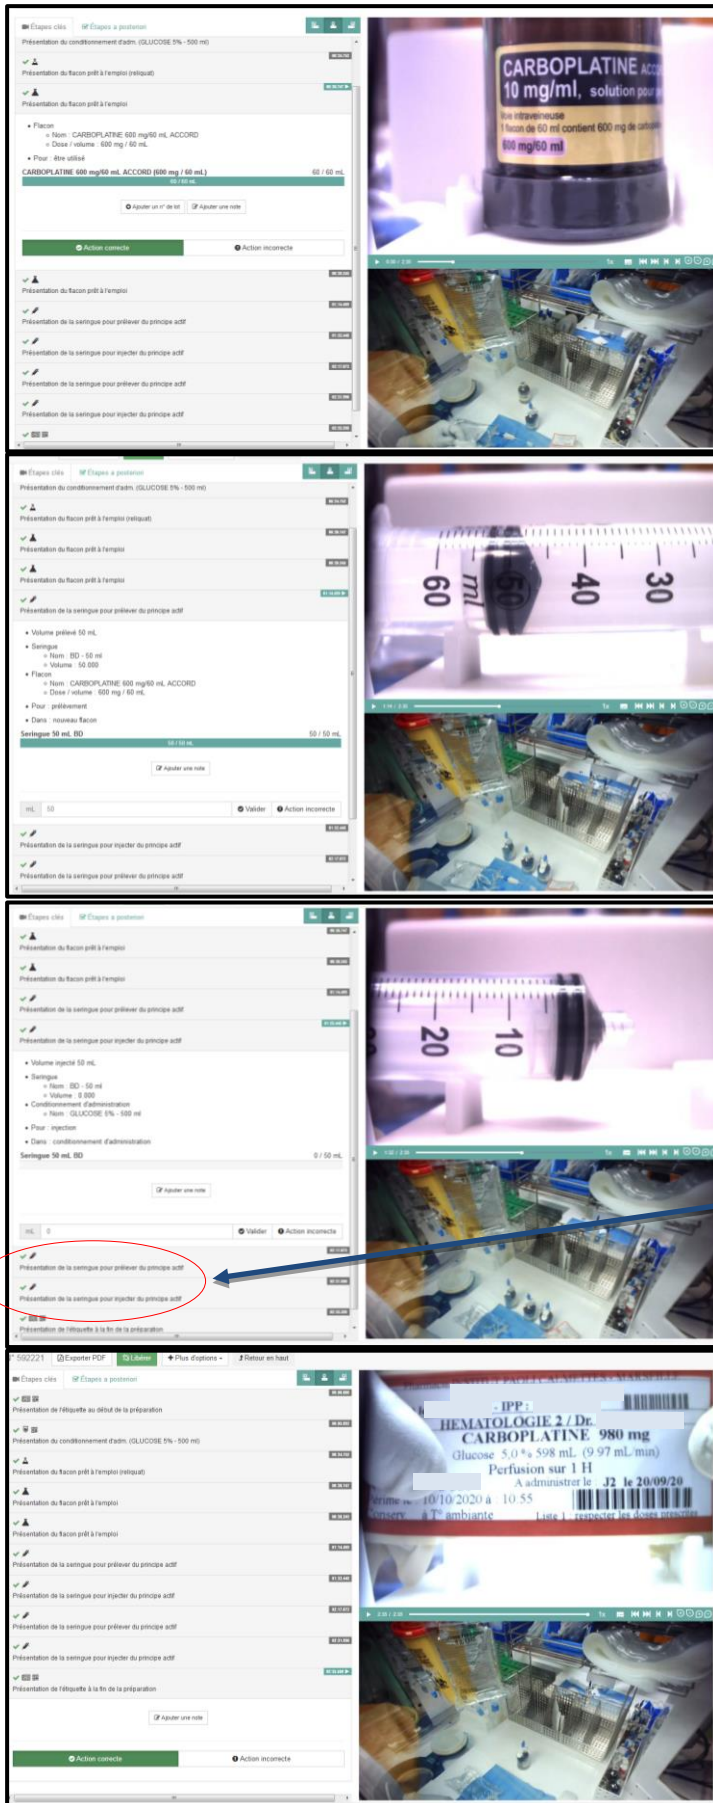 Étapes clés Étapes a posteriori
Présentation du conditionnement d'adm. (GLUCOSE 5% - 500 ml)
Présentation du flacon prêt à l'emploi (reliquat)
Présentation du flacon prêt à l'emploi
Flacon
Nom : CARBOPLATINE 600 mg/60 mL ACCORD
Dose / volume : 600 mg / 60 mL
Pour : être utilisé
CARBOPLATINE 600 mg/60 mL ACCORD (600 mg / 60 mL) 60 / 60 mL
60 / 60 mL
Ajouter un n° de lot Ajouter une note
Action correcte Action incorrecte
Présentation du flacon prêt à l'emploi
Présentation de la seringue pour prélever du principe actif
Présentation de la seringue pour injecter du principe actif
Présentation de la seringue pour prélever du principe actif
Présentation de la seringue pour injecter du principe actif
CARBOPLATINE
10 mg/ml, solution pour
intraveineuse
1 flacon de 60 ml contient 600 mg de
600 mg/60 ml
1x
Étapes clés Étapes a posteriori
Présentation du conditionnement d'adm. (GLUCOSE 5% - 500 ml)
Présentation du flacon prêt à l'emploi (reliquat)
Présentation du flacon prêt à l'emploi
Présentation du flacon prêt à l'emploi
Présentation de la seringue pour prélever du principe actif
Volume prélevé 50 mL
Seringue
Nom : BD - 50 ml
Volume : 50.000
Flacon
Nom : CARBOPLATINE 600 mg/60 mL ACCORD
Dose / volume : 600 mg / 60 mL
Pour : prélèvement
Dans : nouveau flacon
Seringue 50 mL BD 50 / 50 mL
50 / 50 mL
Ajouter une note
mL 50 Valider Action incorrecte
Présentation de la seringue pour injecter du principe actif
Présentation de la seringue pour prélever du principe actif
60 ml 50 40 30
1x
Étapes clés Étapes a posteriori
Présentation du flacon prêt à l'emploi
Présentation du flacon prêt à l'emploi
Présentation de la seringue pour prélever du principe actif
Présentation de la seringue pour injecter du principe actif
Volume injecté 50 mL
Seringue
Nom : BD - 50 ml
Volume : 0.000
Conditionnement d'administration
Nom : GLUCOSE 5% - 500 ml
Pour : injection
Dans : conditionnement d'administration
Seringue 50 mL BD 0 / 50 mL
Ajouter une note
mL 0 Valider Action incorrecte
Présentation de la seringue pour prélever du principe actif
Présentation de la seringue pour injecter du principe actif
Présentation de l'étiquette à la fin de la préparation
20 10
1x
592221 Exporter PDF Libérer Plus d'options Retour en haut
Étapes clés Étapes a posteriori
Présentation de l'étiquette au début de la préparation
Présentation du conditionnement d'adm. (GLUCOSE 5% - 500 ml)
Présentation du flacon prêt à l'emploi (reliquat)
Présentation du flacon prêt à l'emploi
Présentation du flacon prêt à l'emploi
Présentation de la seringue pour prélever du principe actif
Présentation de la seringue pour injecter du principe actif
Présentation de la seringue pour prélever du principe actif
Présentation de la seringue pour injecter du principe actif
Présentation de l'étiquette à la fin de la préparation
Ajouter une note
Action correcte Action incorrecte
- IPP :
HEMATOLOGIE 2 / Dr.
CARBOPLATINE 980 mg
Glucose 5,0 % 598 mL (9.97 mL/min)
Perfusion sur 1 H
A administrer le J2 le 20/09/20
10/10/2020 à 10:55
à T° ambiante Liste 1 : respecter les doses prescrites
1x